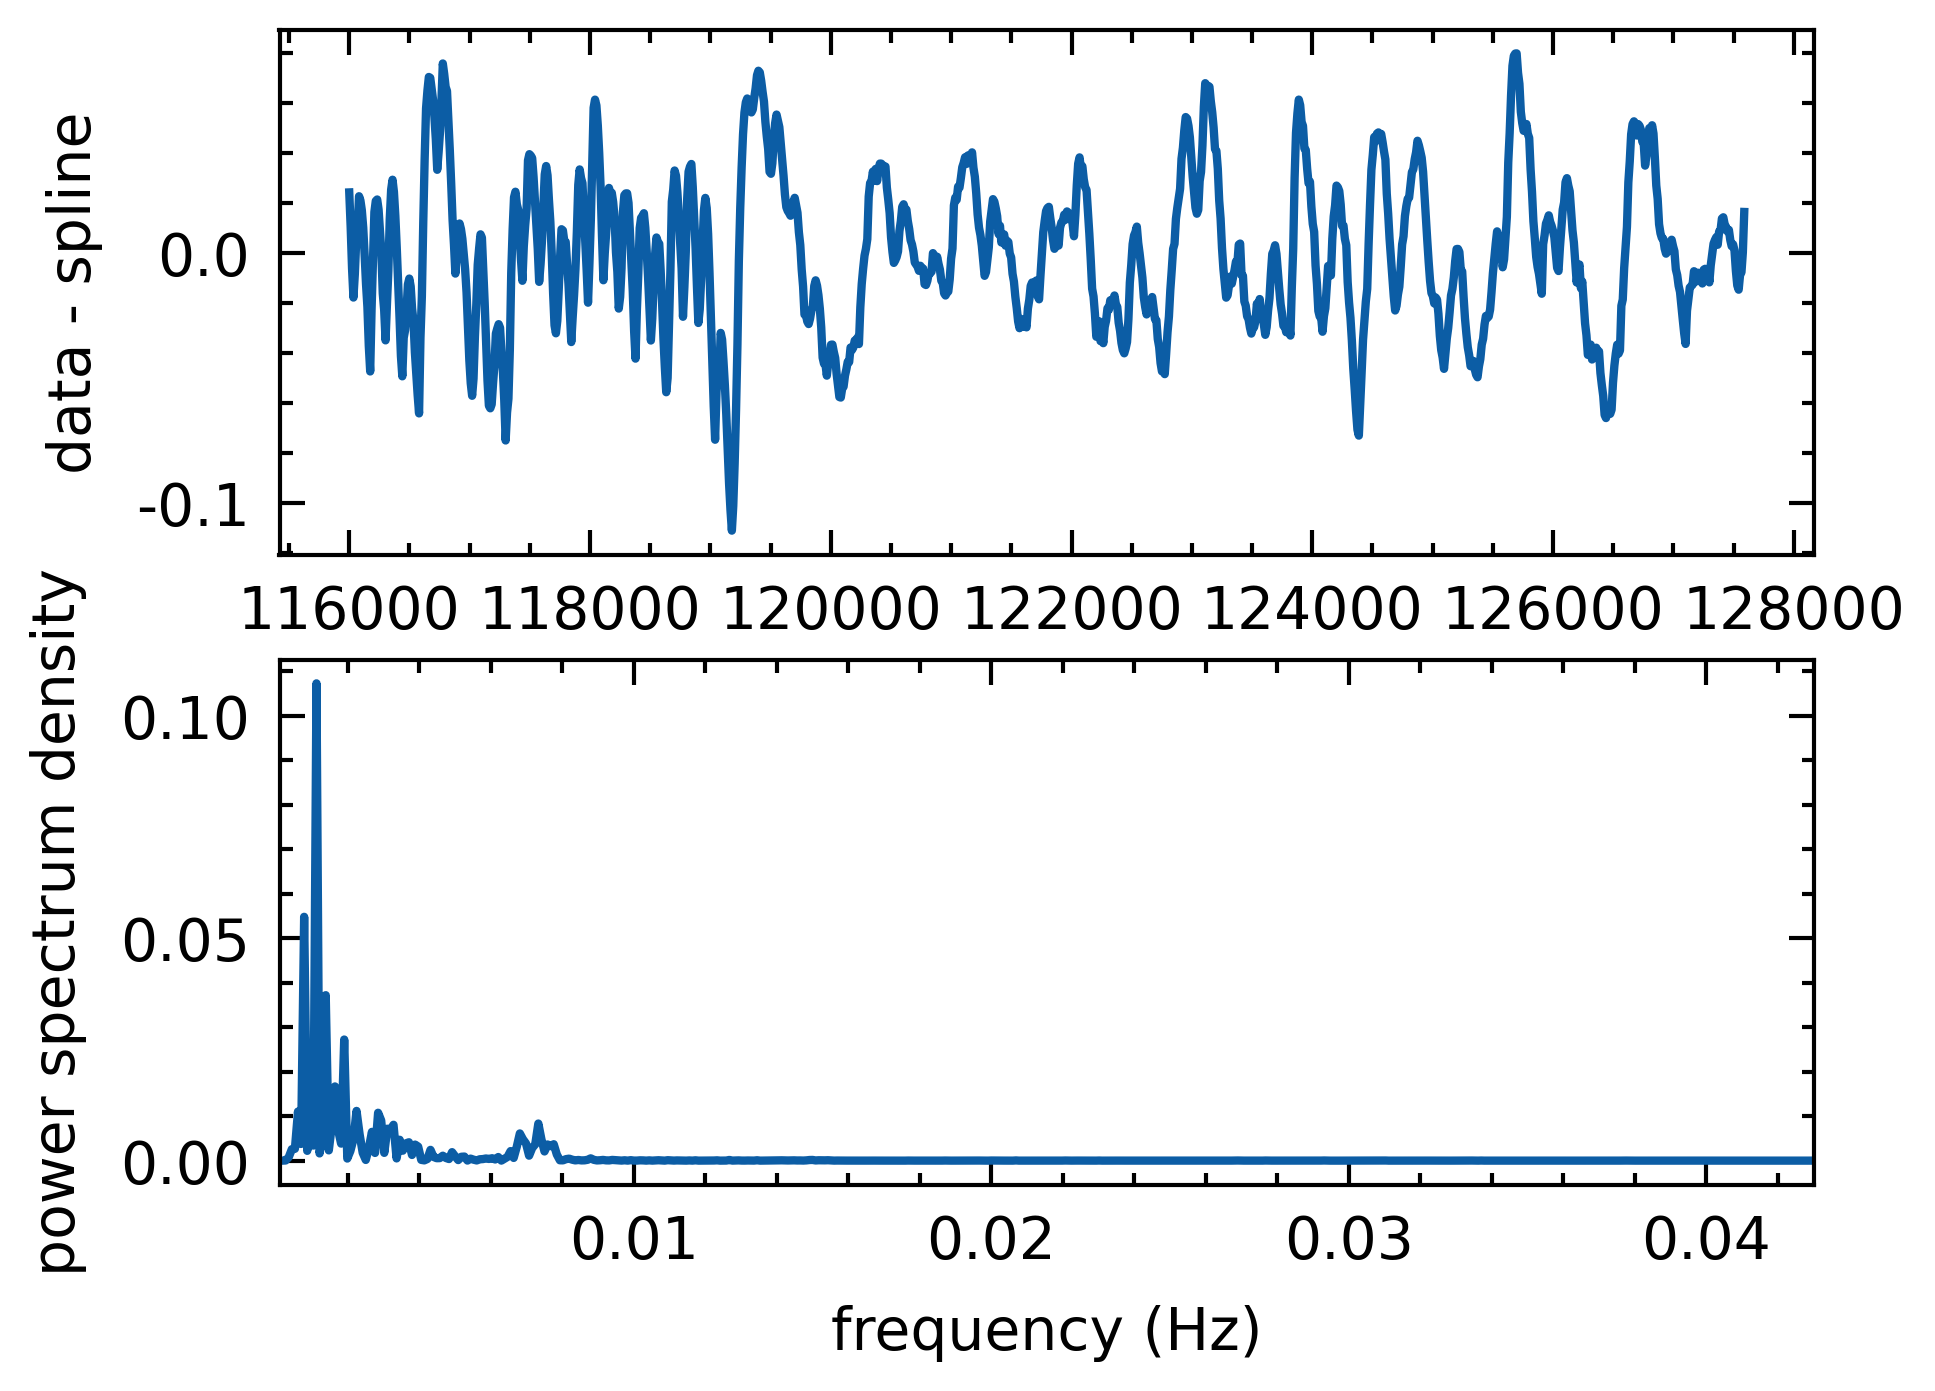 data - spline
0.0
-0.1
116000 118000 120000 122000 124000 126000 128000
power spectrum density
0.10
0.05
0.00
0.01 0.02 0.03 0.04
frequency (Hz)